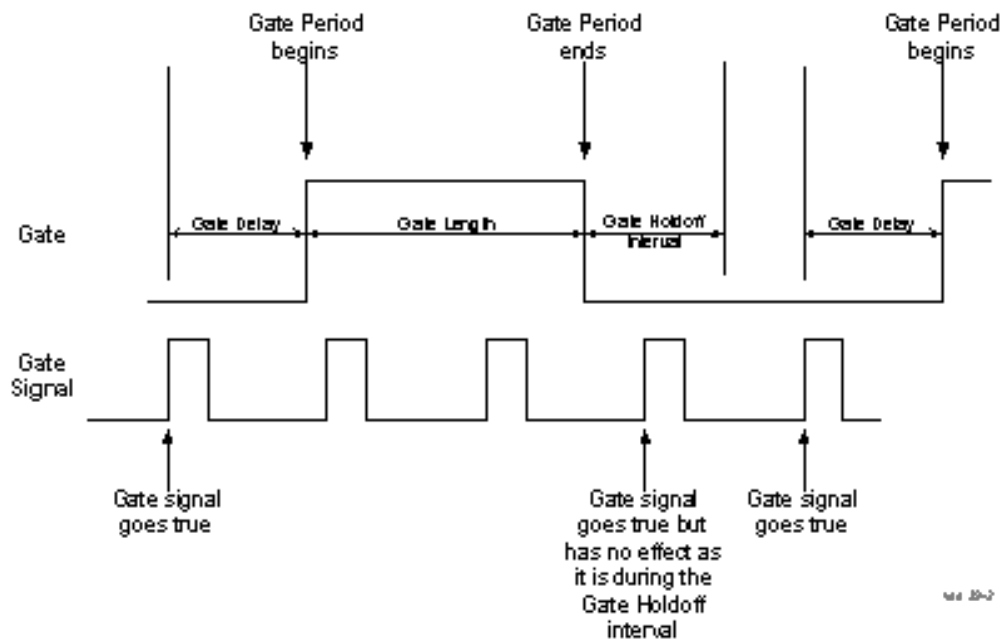 Gate Period
begins
Gate Period
ends
Gate Period
begins
Gate
Gate Delay
Gate Length
Gate Holdoff
Interval
Gate Delay
Gate
Signal
Gate signal
goes true
Gate signal
goes true but
has no effect as
it is during the
Gate Holdoff
interval
Gate signal
goes true